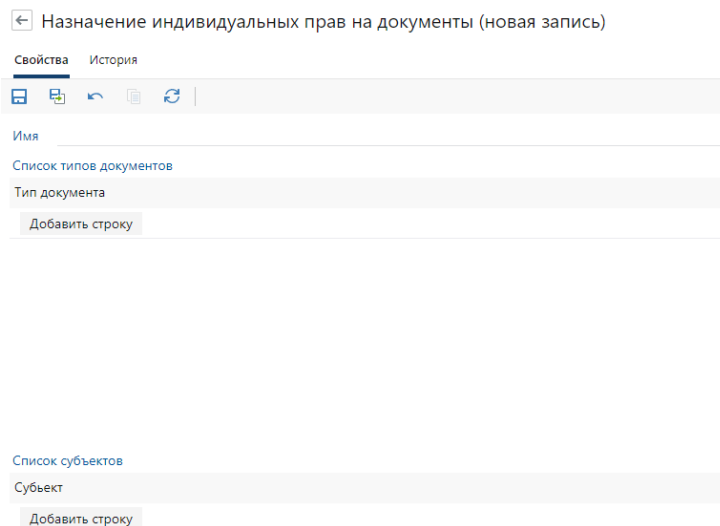 Назначение индивидуальных прав на документы (новая запись)
Свойства История
Имя
Список типов документов
Тип документа
Добавить строку
Список субъектов
Субьект
Добавить строку